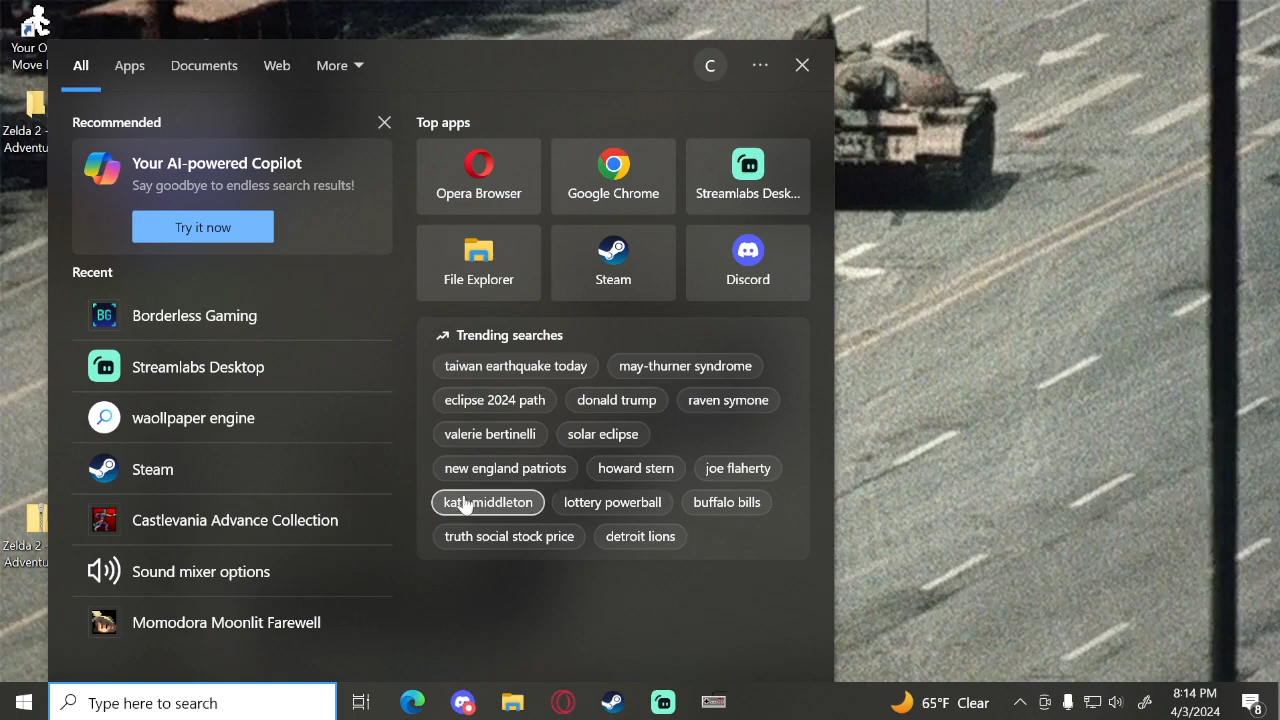 Your O
Move
Zelda 2 -
Adventu
Zelda 2 -
Adventu
All Apps Documents Web More C ...
Recommended
Your AI-powered Copilot
Say goodbye to endless search results!
Try it now
Recent
Borderless Gaming
Streamlabs Desktop
waollpaper engine
Steam
Castlevania Advance Collection
Sound mixer options
Momodora Moonlit Farewell
Top apps
Opera Browser Google Chrome Streamlabs Desk...
File Explorer Steam Discord
Trending searches
taiwan earthquake today may-thurner syndrome
eclipse 2024 path donald trump raven symone
valerie bertinelli solar eclipse
new england patriots howard stern joe flaherty
kate middleton lottery powerball buffalo bills
truth social stock price detroit lions
Type here to search 65°F Clear 8:14 PM
4/3/2024 8